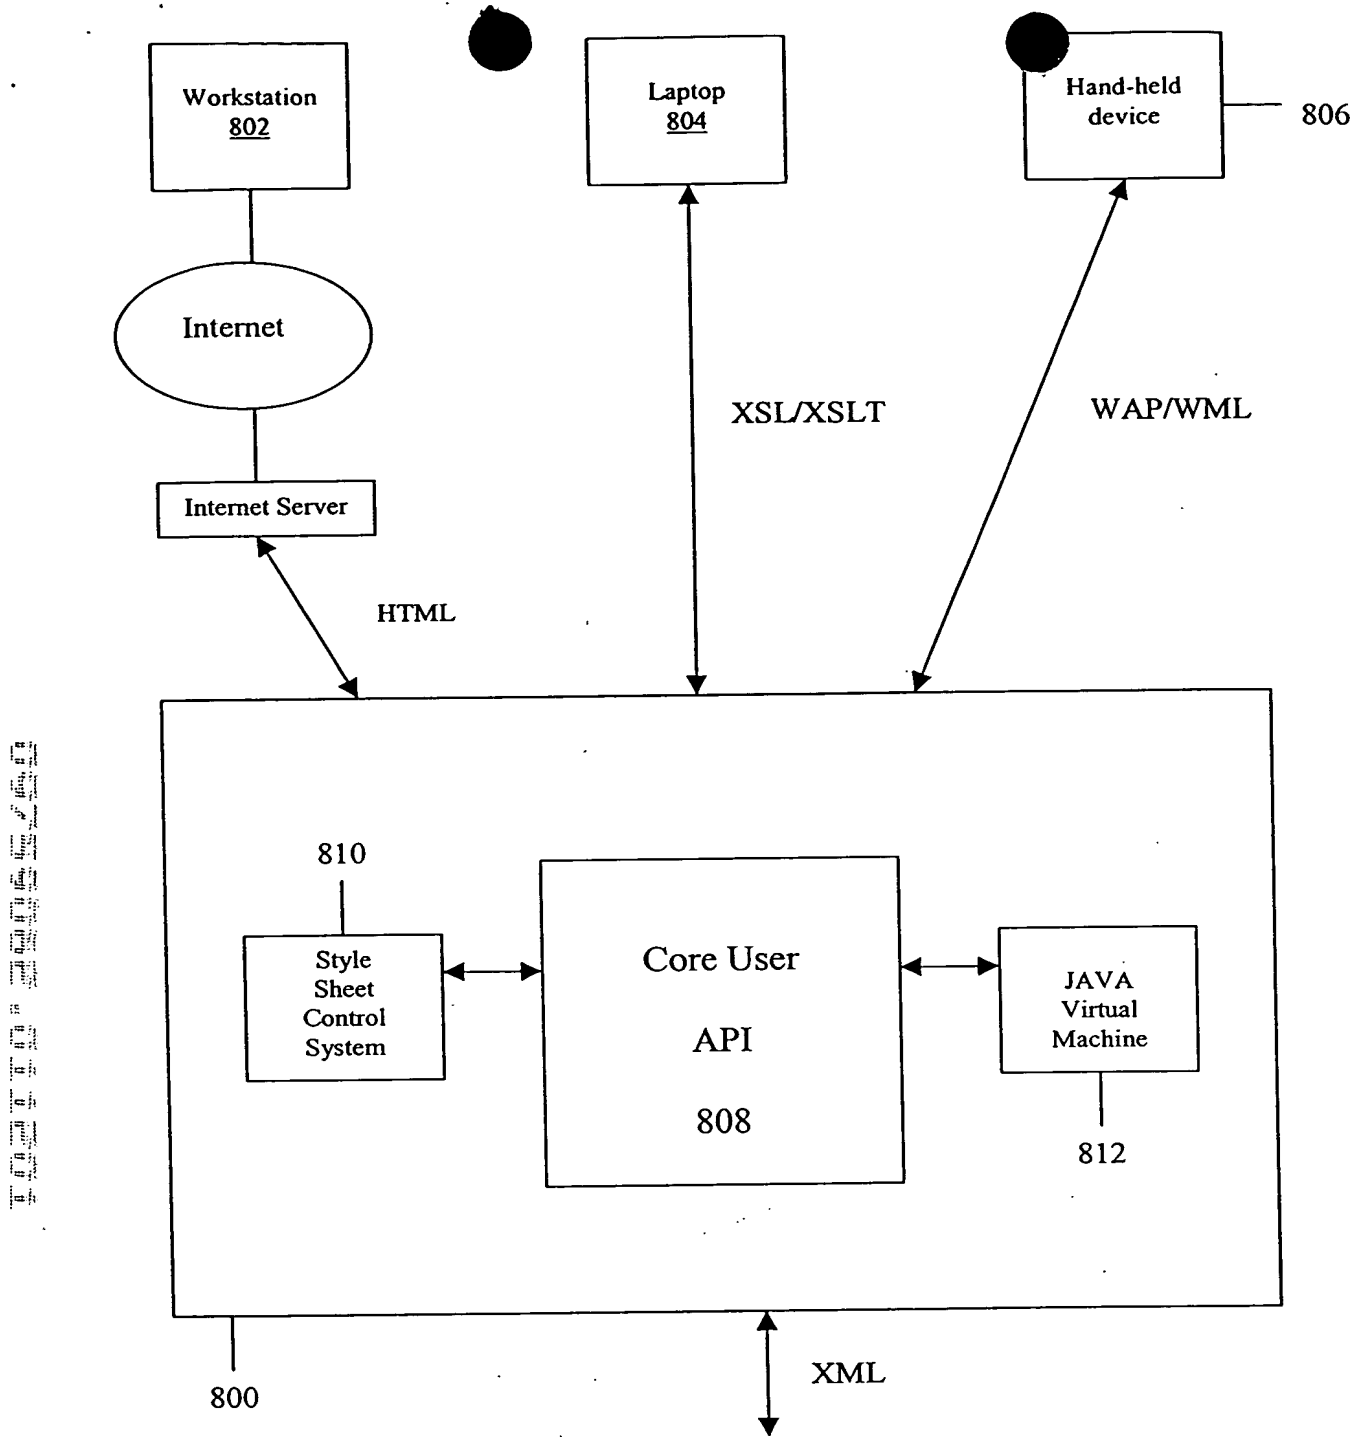 Workstation
802
Laptop
804
Hand-held
device
806
Internet
XSL/XSLT
WAP/WML
Internet Server
HTML
810
Style
Sheet
Control
System
Core User
API
808
JAVA
Virtual
Machine
812
800
XML